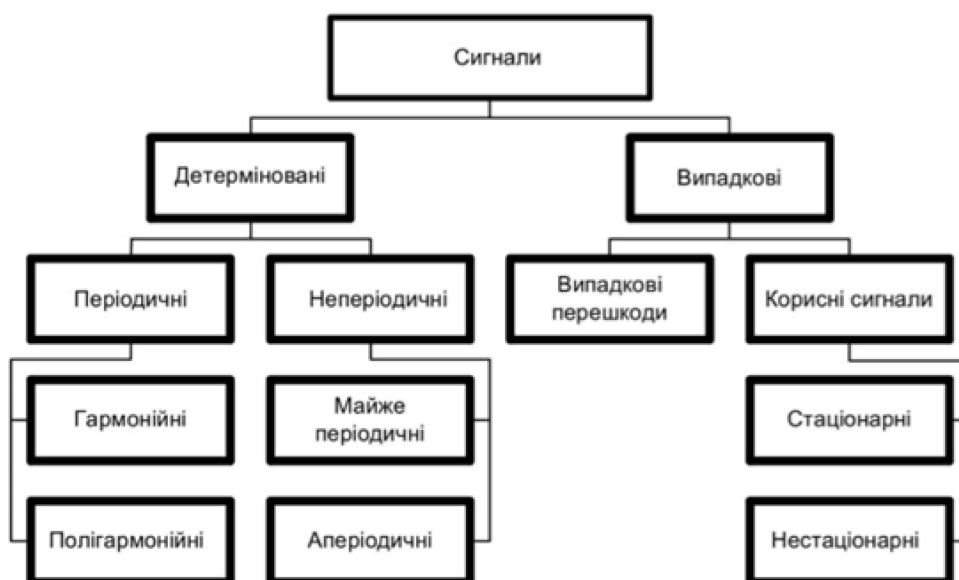 Сигнали
Детерміновані
Випадкові
Періодичні
Неперіодичні
Випадкові
перешкоди
Корисні сигнали
Гармонійні
Майже
періодичні
Стаціонарні
Полігармонійні
Аперіодичні
Нестаціонарні